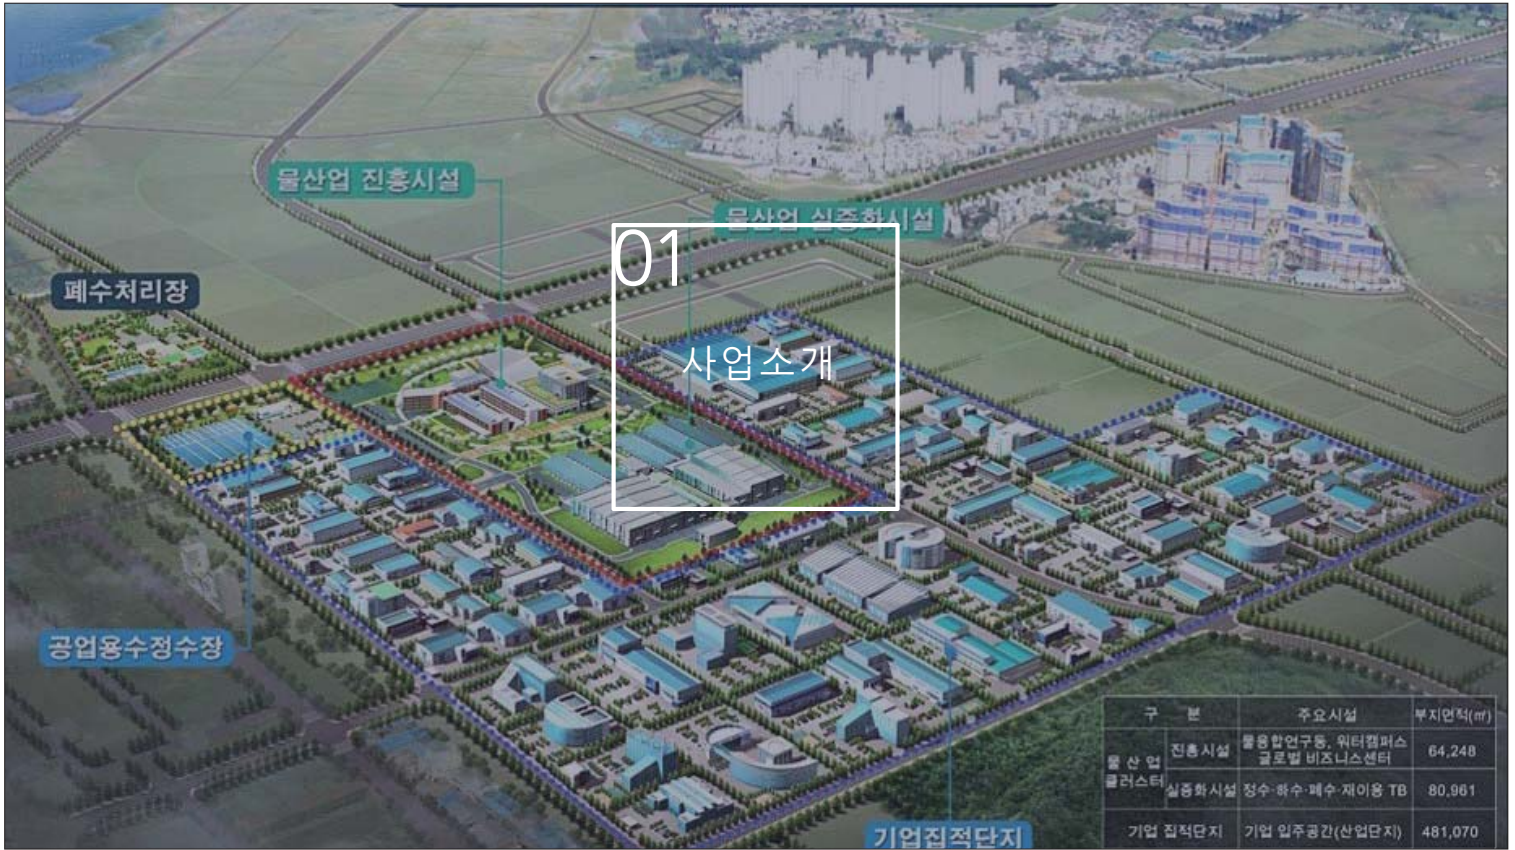 물산업 진흥시설
물산업 실증화시설
01
폐수처리장
사업소개
공업용수정수장
기업집적단지
구 분 주요시설 부지면적(㎡)
물산업
클러스터
진흥시설 물융합연구동, 워터캠퍼스
글로벌 비즈니스센터 64,248
실증화시설 정수·하수·폐수·재이용 TB 80,961
기업 집적단지 기업 입주공간(산업단지) 481,070